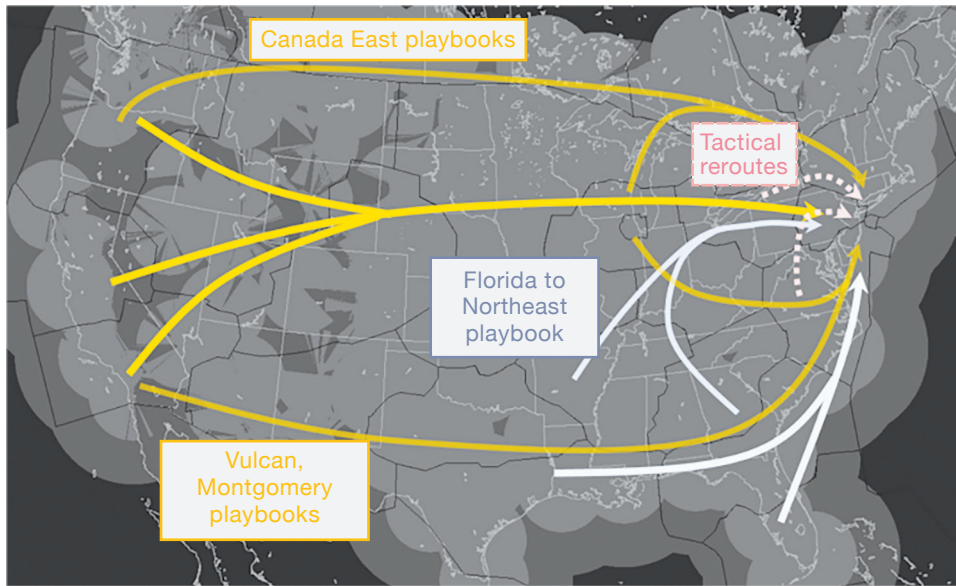 Canada East playbooks
Tactical
reroutes
Florida to
Northeast
playbook
Vulcan,
Montgomery
playbooks